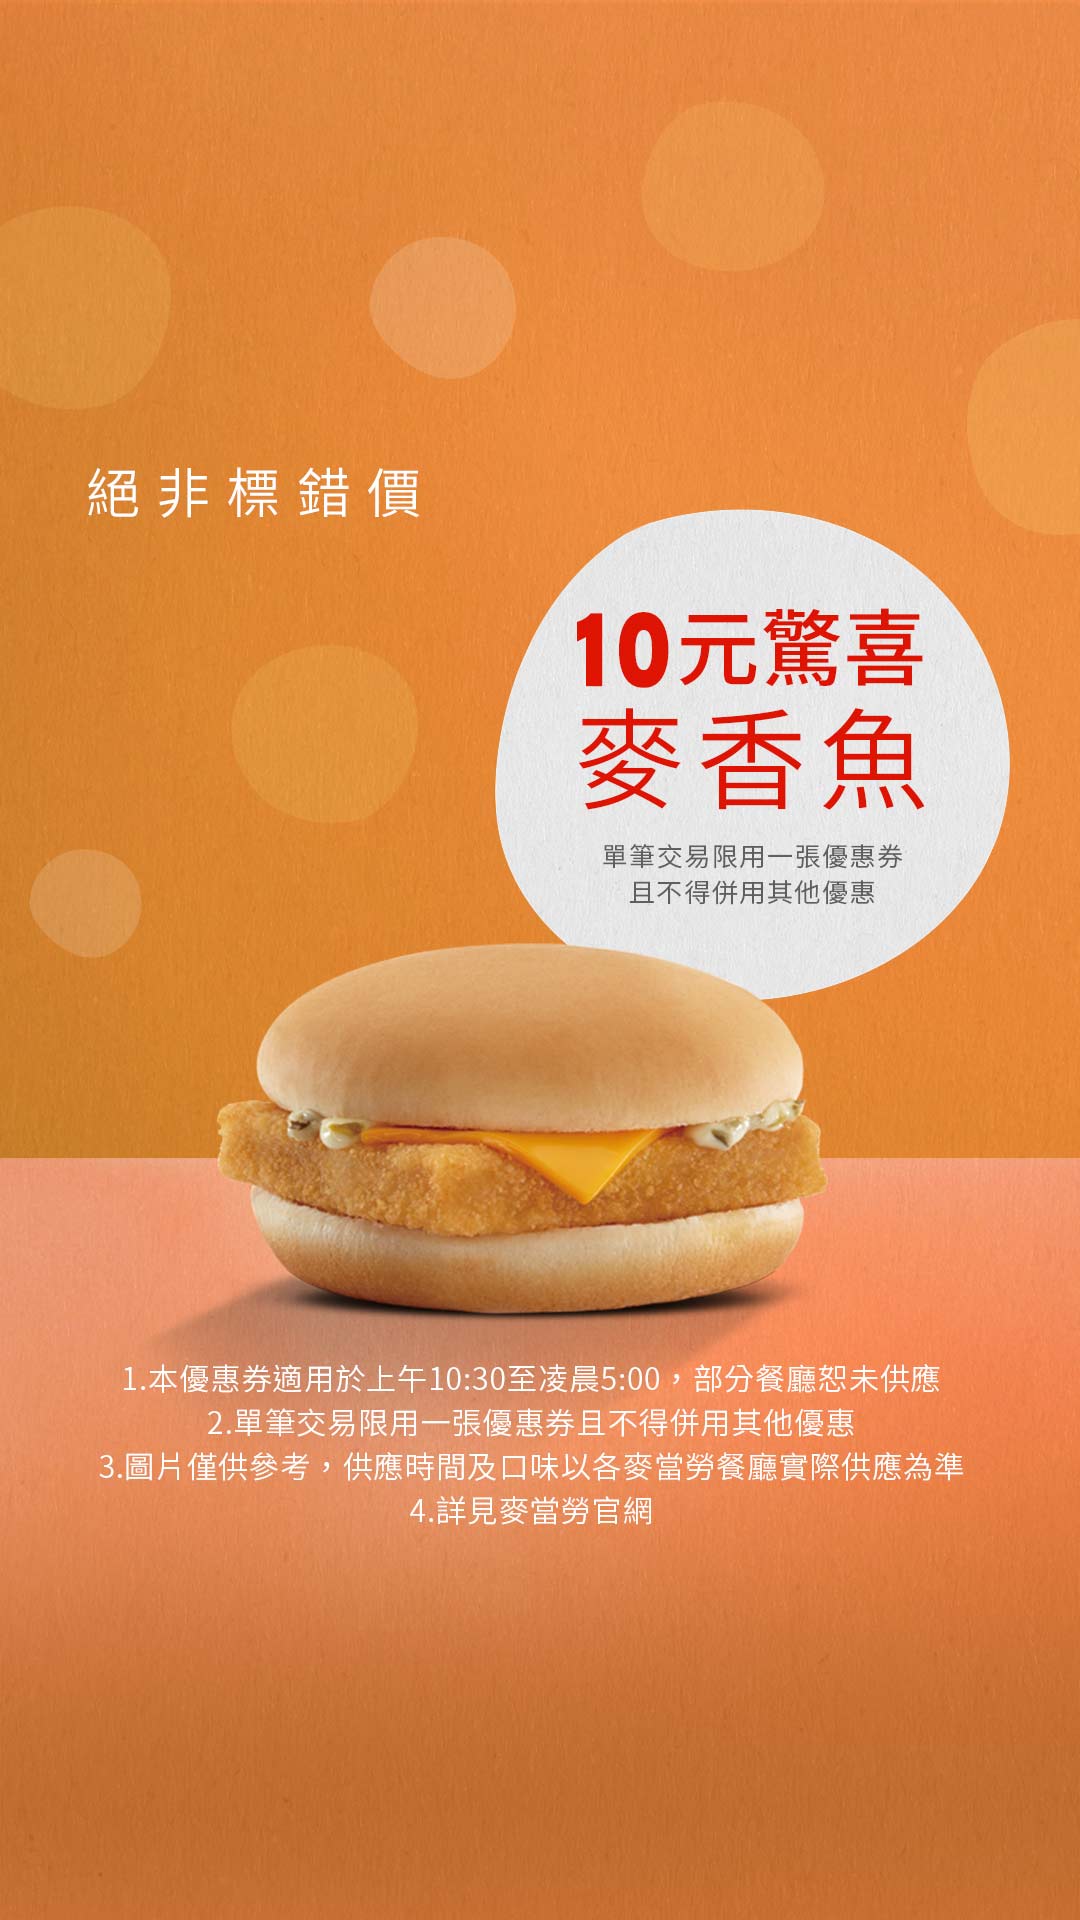 絕非標錯價
10元驚喜
麥香魚
單筆交易限用一張優惠券
且不得併用其他優惠
1.本優惠券適用於上午10:30至凌晨5:00，部分餐廳恕未供應
2.單筆交易限用一張優惠券且不得併用其他優惠
3.圖片僅供參考，供應時間及口味以各麥當勞餐廳實際供應為準
4.詳見麥當勞官網